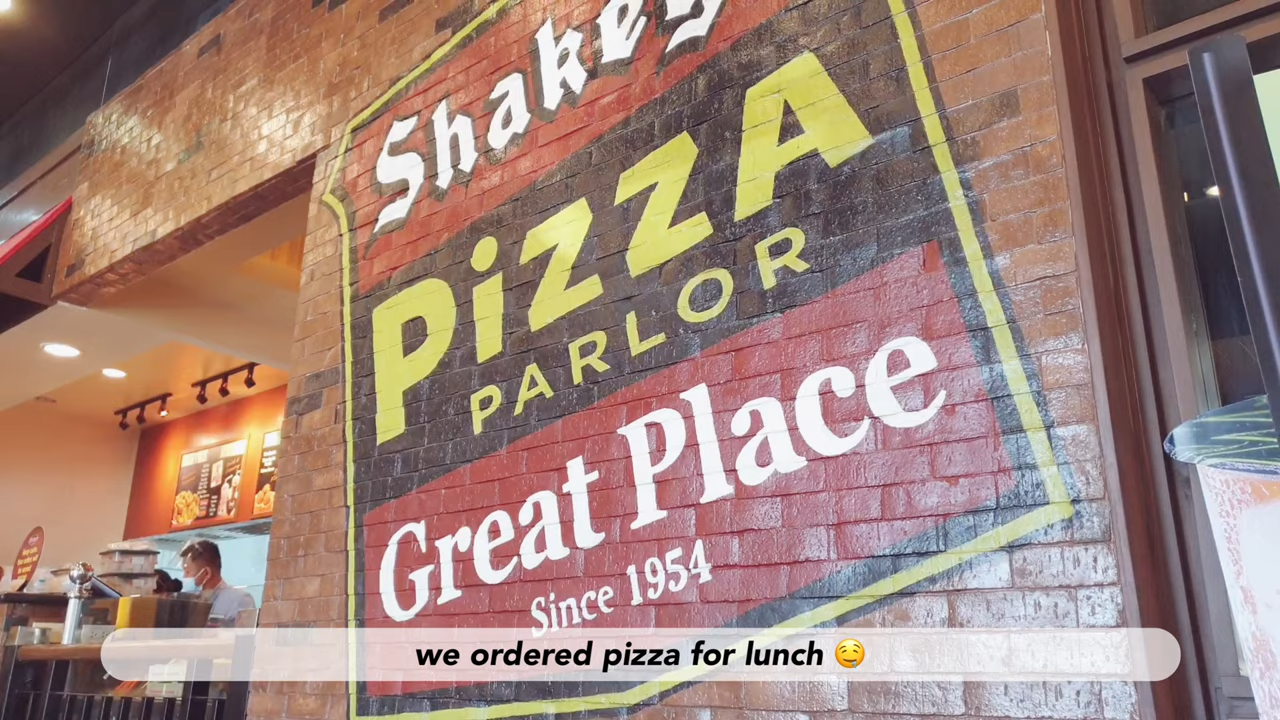 Shakey
PiZZA
PARLOR
Great Place
Since 1954
we ordered pizza for lunch 🤤